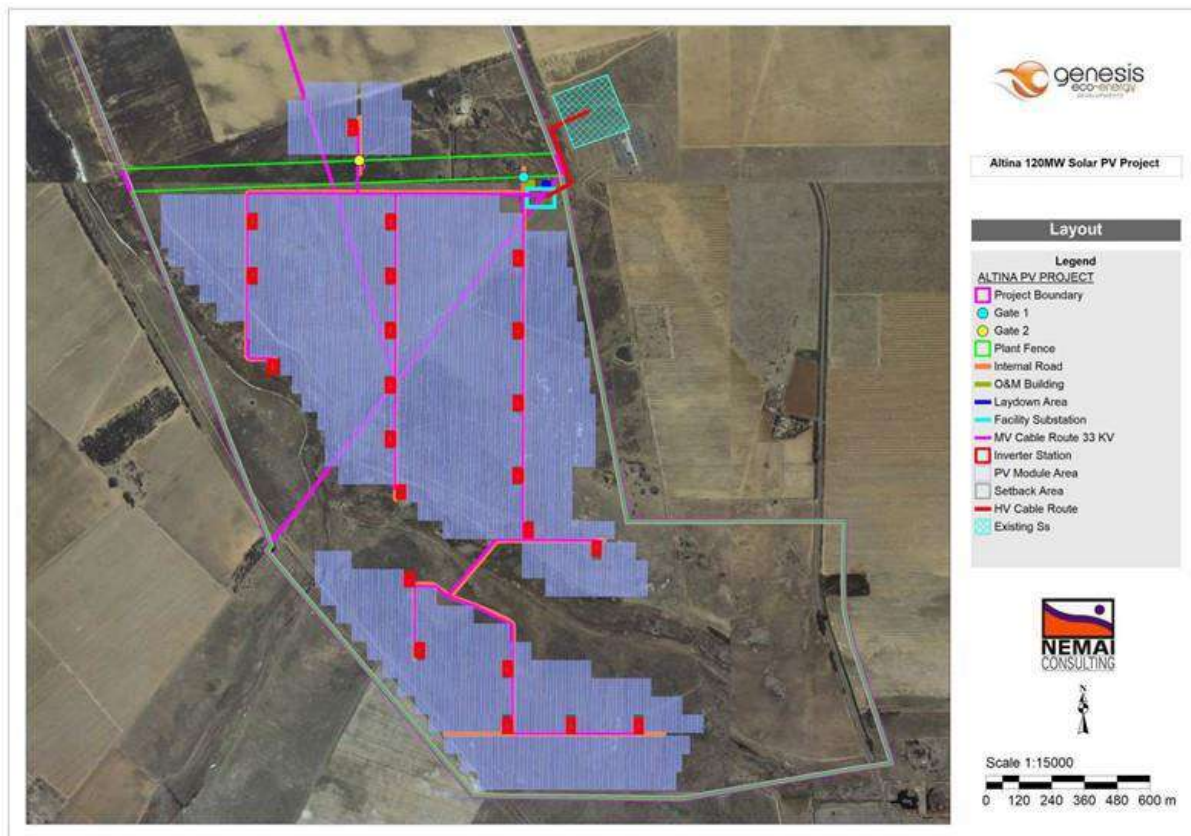 genesis
eco-energy
DEVELOPMENTS
Altina 120MW Solar PV Project
Layout
Legend
ALTINA PV PROJECT
Project Boundary
Gate 1
Gate 2
Plant Fence
Internal Road
O&M Building
Laydown Area
Facility Substation
MV Cable Route 33 KV
Inverter Station
PV Module Area
Setback Area
HV Cable Route
Existing Ss
NEMAI
CONSULTING
N
Scale 1:15000
0 120 240 360 480 600 m